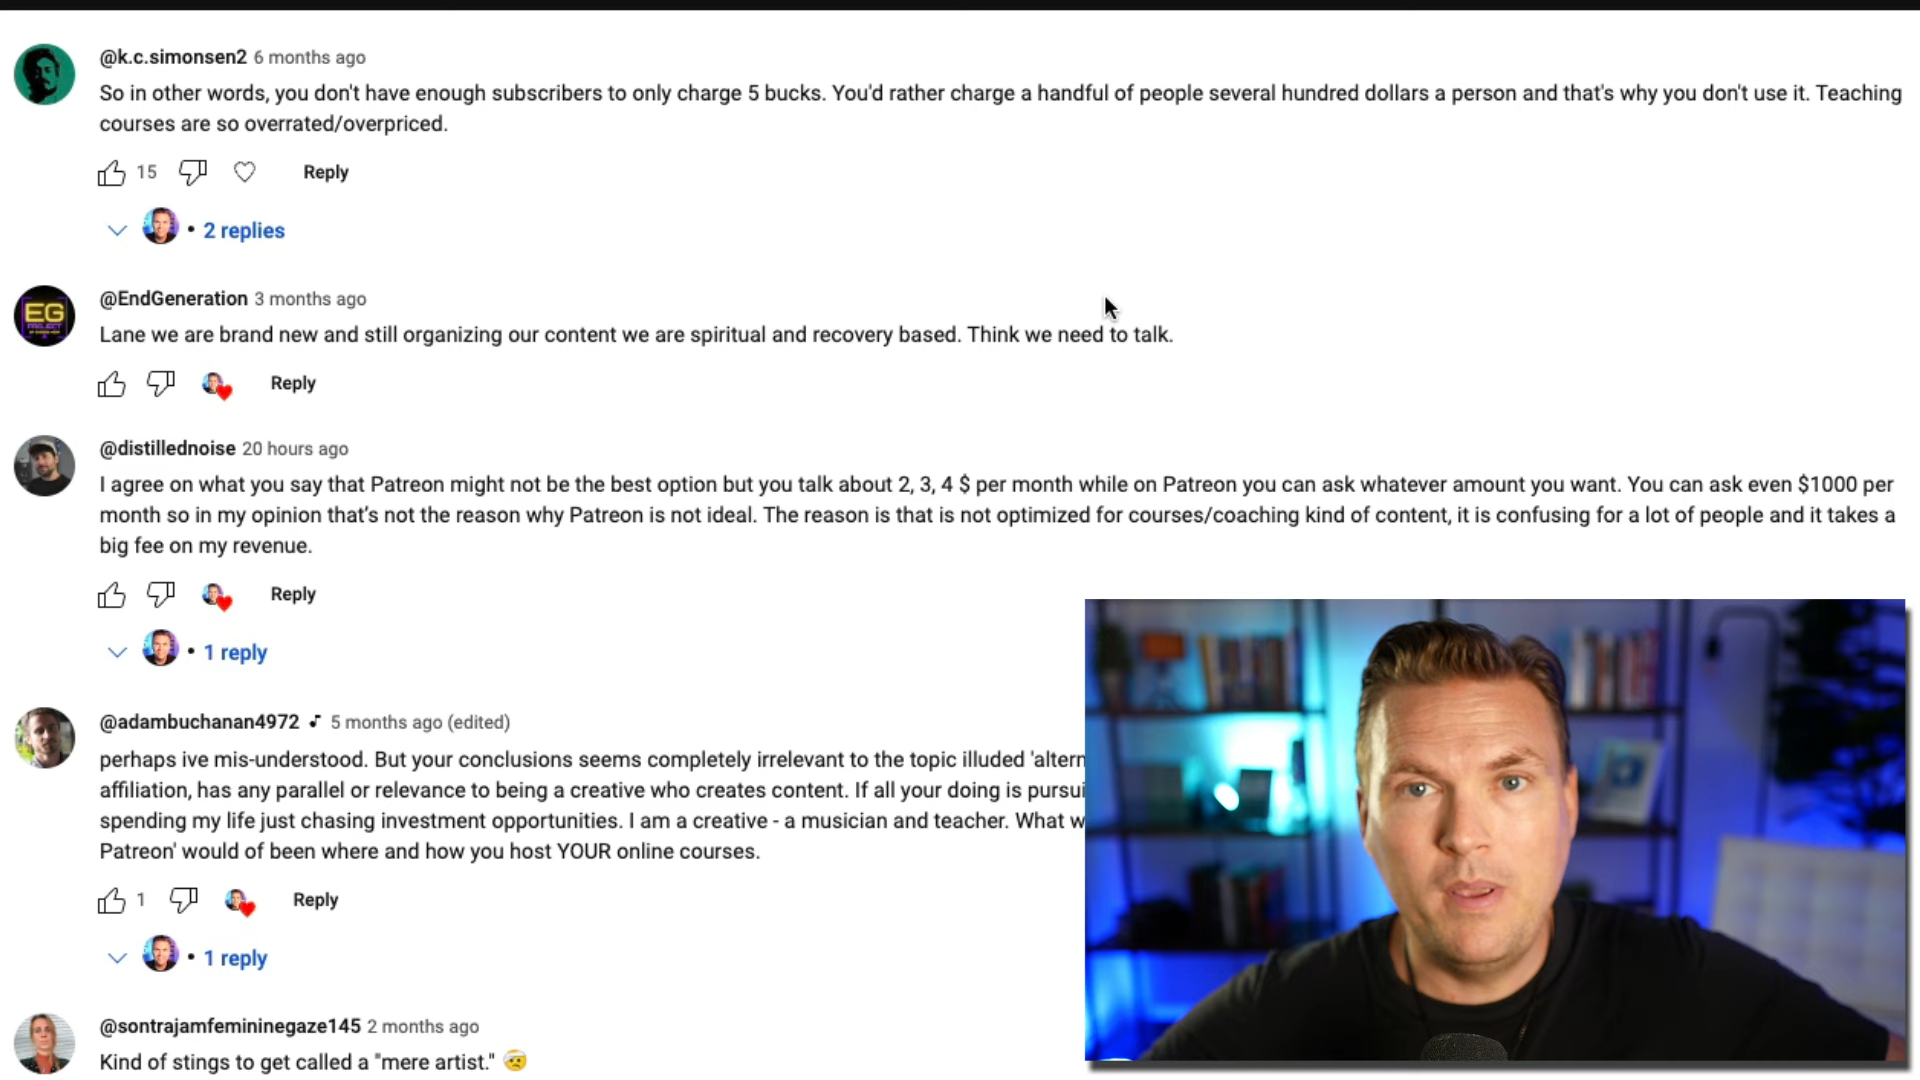 @k.c.simonsen2 6 months ago
So in other words, you don't have enough subscribers to only charge 5 bucks. You'd rather charge a handful of people several hundred dollars a person and that's why you don't use it. Teaching
courses are so overrated/overpriced.
15 Reply
• 2 replies
EG
PROJECT
@EndGeneration 3 months ago
Lane we are brand new and still organizing our content we are spiritual and recovery based. Think we need to talk.
Reply
@distillednoise 20 hours ago
I agree on what you say that Patreon might not be the best option but you talk about 2, 3, 4 $ per month while on Patreon you can ask whatever amount you want. You can ask even $1000 per
month so in my opinion that's not the reason why Patreon is not ideal. The reason is that is not optimized for courses/coaching kind of content, it is confusing for a lot of people and it takes a
big fee on my revenue.
Reply
• 1 reply
@adambuchanan4972 5 months ago (edited)
perhaps ive mis-understood. But your conclusions seems completely irrelevant to the topic illuded 'altern
affiliation, has any parallel or relevance to being a creative who creates content. If all your doing is pursui
spending my life just chasing investment opportunities. I am a creative - a musician and teacher. What w
Patreon' would of been where and how you host YOUR online courses.
1 Reply
• 1 reply
@sontrajamfemininegaze145 2 months ago
Kind of stings to get called a "mere artist." 🤕